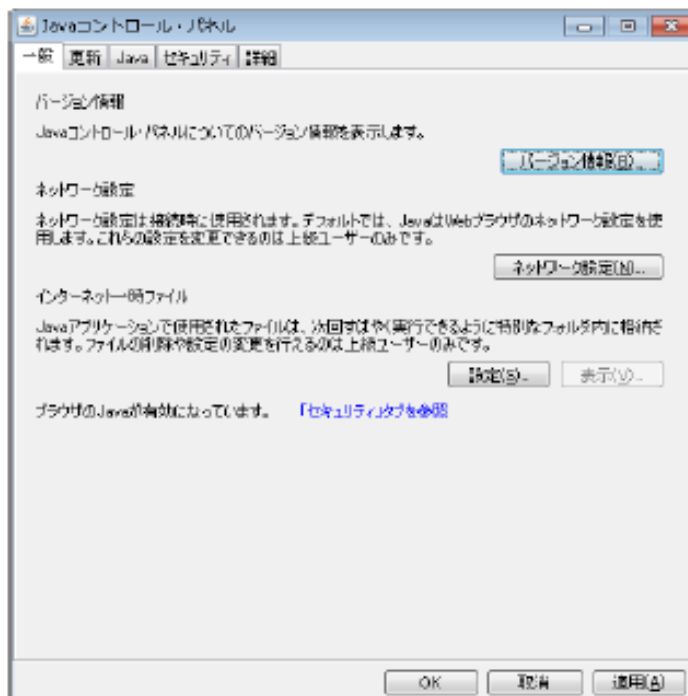 Javaコントロール・パネル
一般 更新 Java セキュリティ 詳細
バージョン情報
Javaコントロール・パネルについてのバージョン情報を表示します。
バージョン情報(B)...
ネットワーク設定
ネットワーク設定は接続時に使用されます。デフォルトでは、JavaはWebブラウザのネットワーク設定を使
用します。これらの設定を変更できるのは上級ユーザーのみです。
ネットワーク設定(N)...
インターネット一時ファイル
Javaアプリケーションで使用されたファイルは、次回すばやく実行できるように特別なフォルダ内に格納さ
れます。ファイルの削除や設定の変更を行えるのは上級ユーザーのみです。
設定(S)... 表示(V)...
ブラウザのJavaが有効になっています。 「セキュリティ」タブを参照
OK 取消 適用(A)